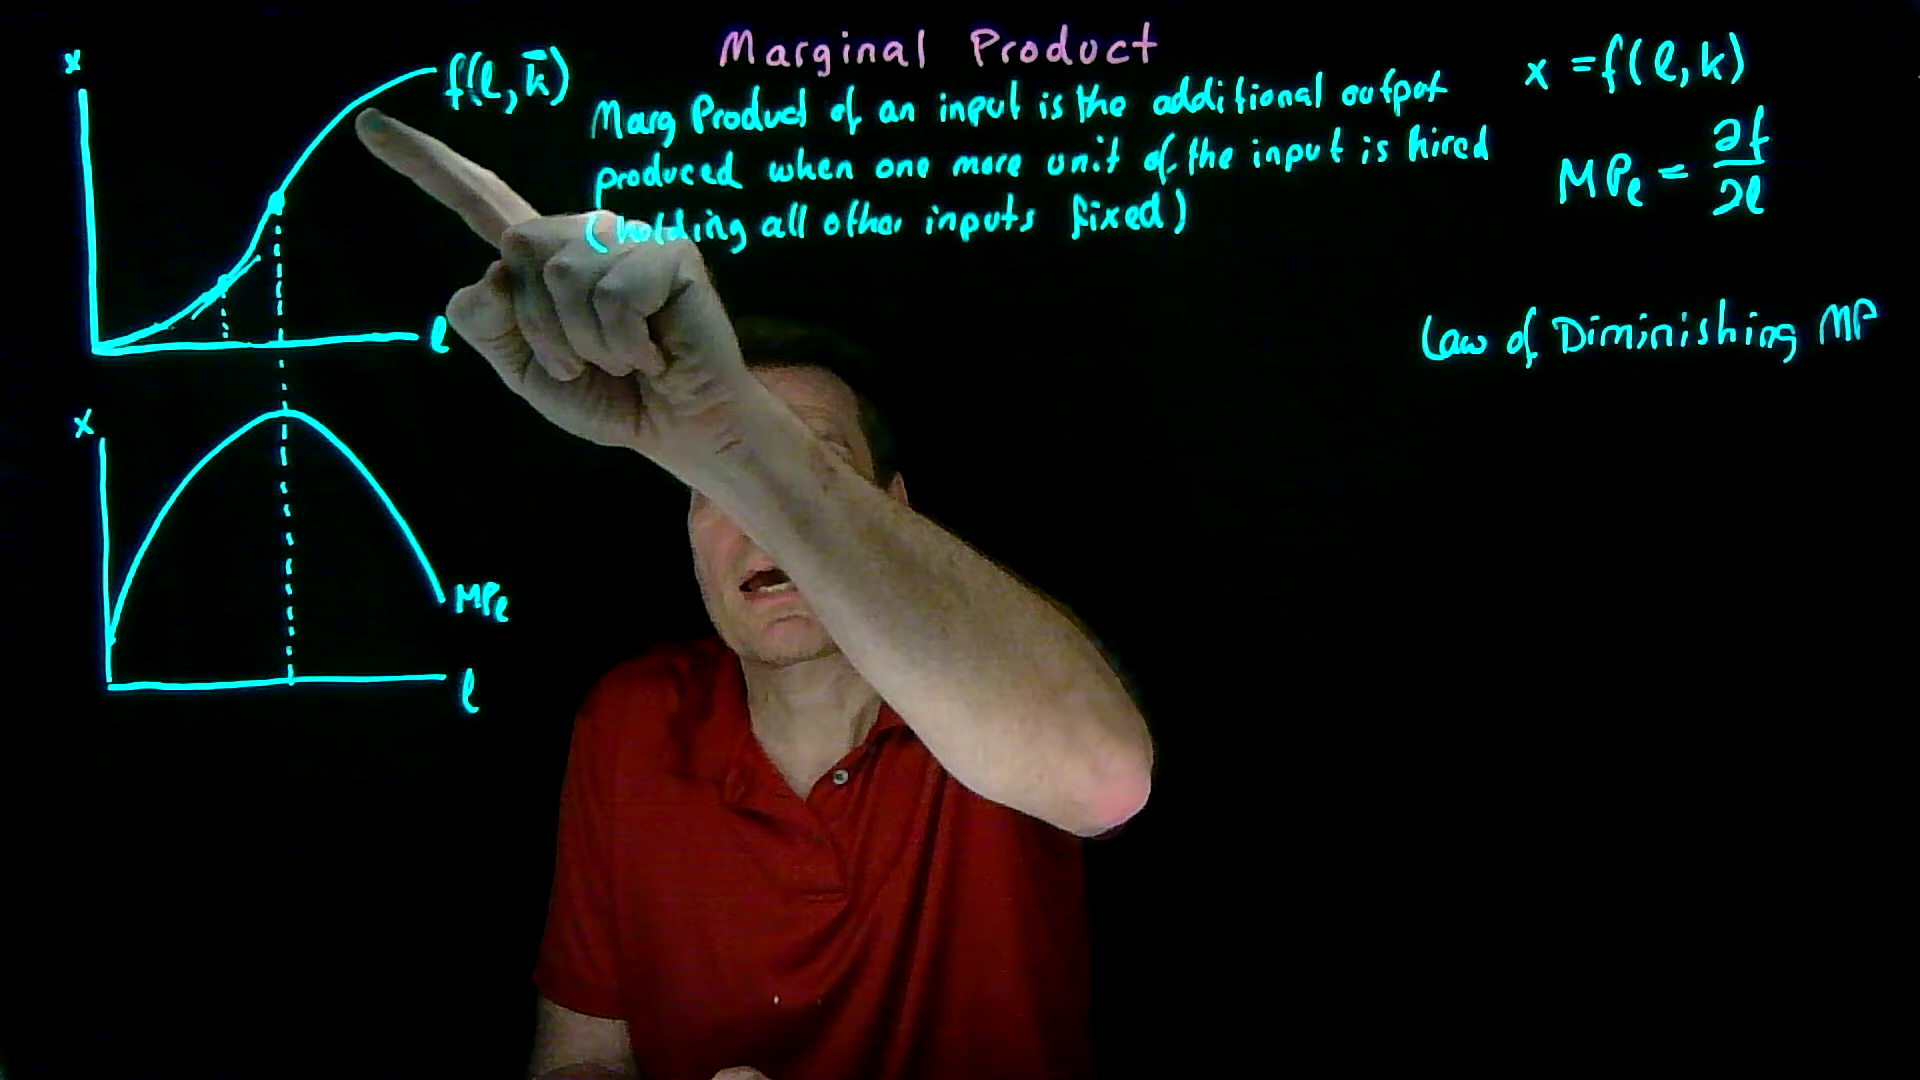 Marginal Product
x
f(l, k̄)
Marg Product of an input is the additional output
produced when one more unit of the input is hired
(holding all other inputs fixed)
l
x
MPl
l
x = f(l, k)
MPl = ∂f/∂l
Law of Diminishing MP